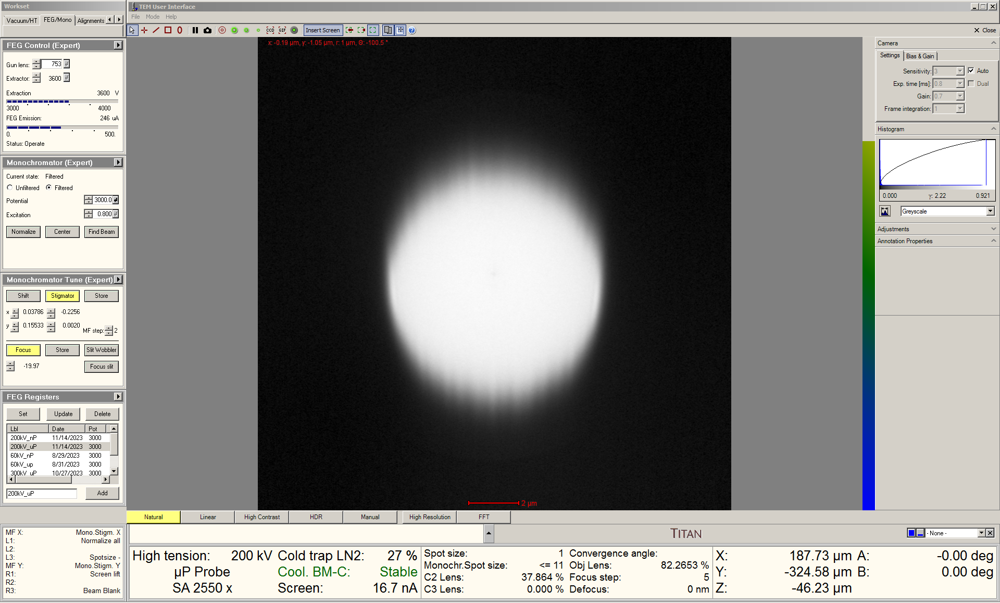 Workset
Vacuum/HT FEG/Mono Alignments
FEG Control (Expert)
Gun lens: 753
Extractor: 3600
Extraction 3600 V
3000 4000
FEG Emission: 246 uA
0. 500.
Status: Operate
Monochromator (Expert)
Current state: Filtered
Unfiltered Filtered
Potential 3000.0
Excitation 0.800
Normalize Center Find Beam
Monochromator Tune (Expert)
Shift Stigmator Store
x 0.03786 -0.2256
y 0.15533 0.0020
MF step: 2
Focus Store Slit Wobbler
-19.97 Focus slit
FEG Registers
Set Update Delete
Lbl Date Pot
200kV_nP 11/14/2023 3000
200kV_uP 11/14/2023 3000
60kV_nP 8/29/2023 3000
60kV_up 8/31/2023 3000
300kV_uP 10/27/2023 3000
200kV_uP Add
MF X: Mono.Stigm. X
L1: Normalize all
L2:
L3: Spotsize -
MF Y: Mono.Stigm. Y
R1: Screen lift
R2:
R3: Beam Blank
TEM User Interface
File Mode Help
CCD GIF Insert Screen Close
x: -0.19 µm, y: -1.05 µm, r: 1 µm, Θ: -100.5 °
2 µm
Natural Linear High Contrast HDR Manual High Resolution FFT
Camera
Settings Bias & Gain
Sensitivity: 3 Auto
Exp. time [ms]: 0.8 Dual
Gain: 0.7
Frame integration: 1
Histogram
0.000 γ: 2.22 0.921
Greyscale
Adjustments
Annotation Properties
TITAN
- None -
High tension: 200 kV
µP Probe
SA 2550 x
Cold trap LN2: 27 %
Cool. BM-C: Stable
Screen: 16.7 nA
Spot size: 1
Monochr.Spot size: <= 11
C2 Lens: 37.864 %
C3 Lens: 0.000 %
Convergence angle:
Obj Lens: 82.2653 %
Focus step: 5
Defocus: 0 nm
X: 187.73 µm A: -0.00 deg
Y: -324.58 µm B: 0.00 deg
Z: -46.23 µm